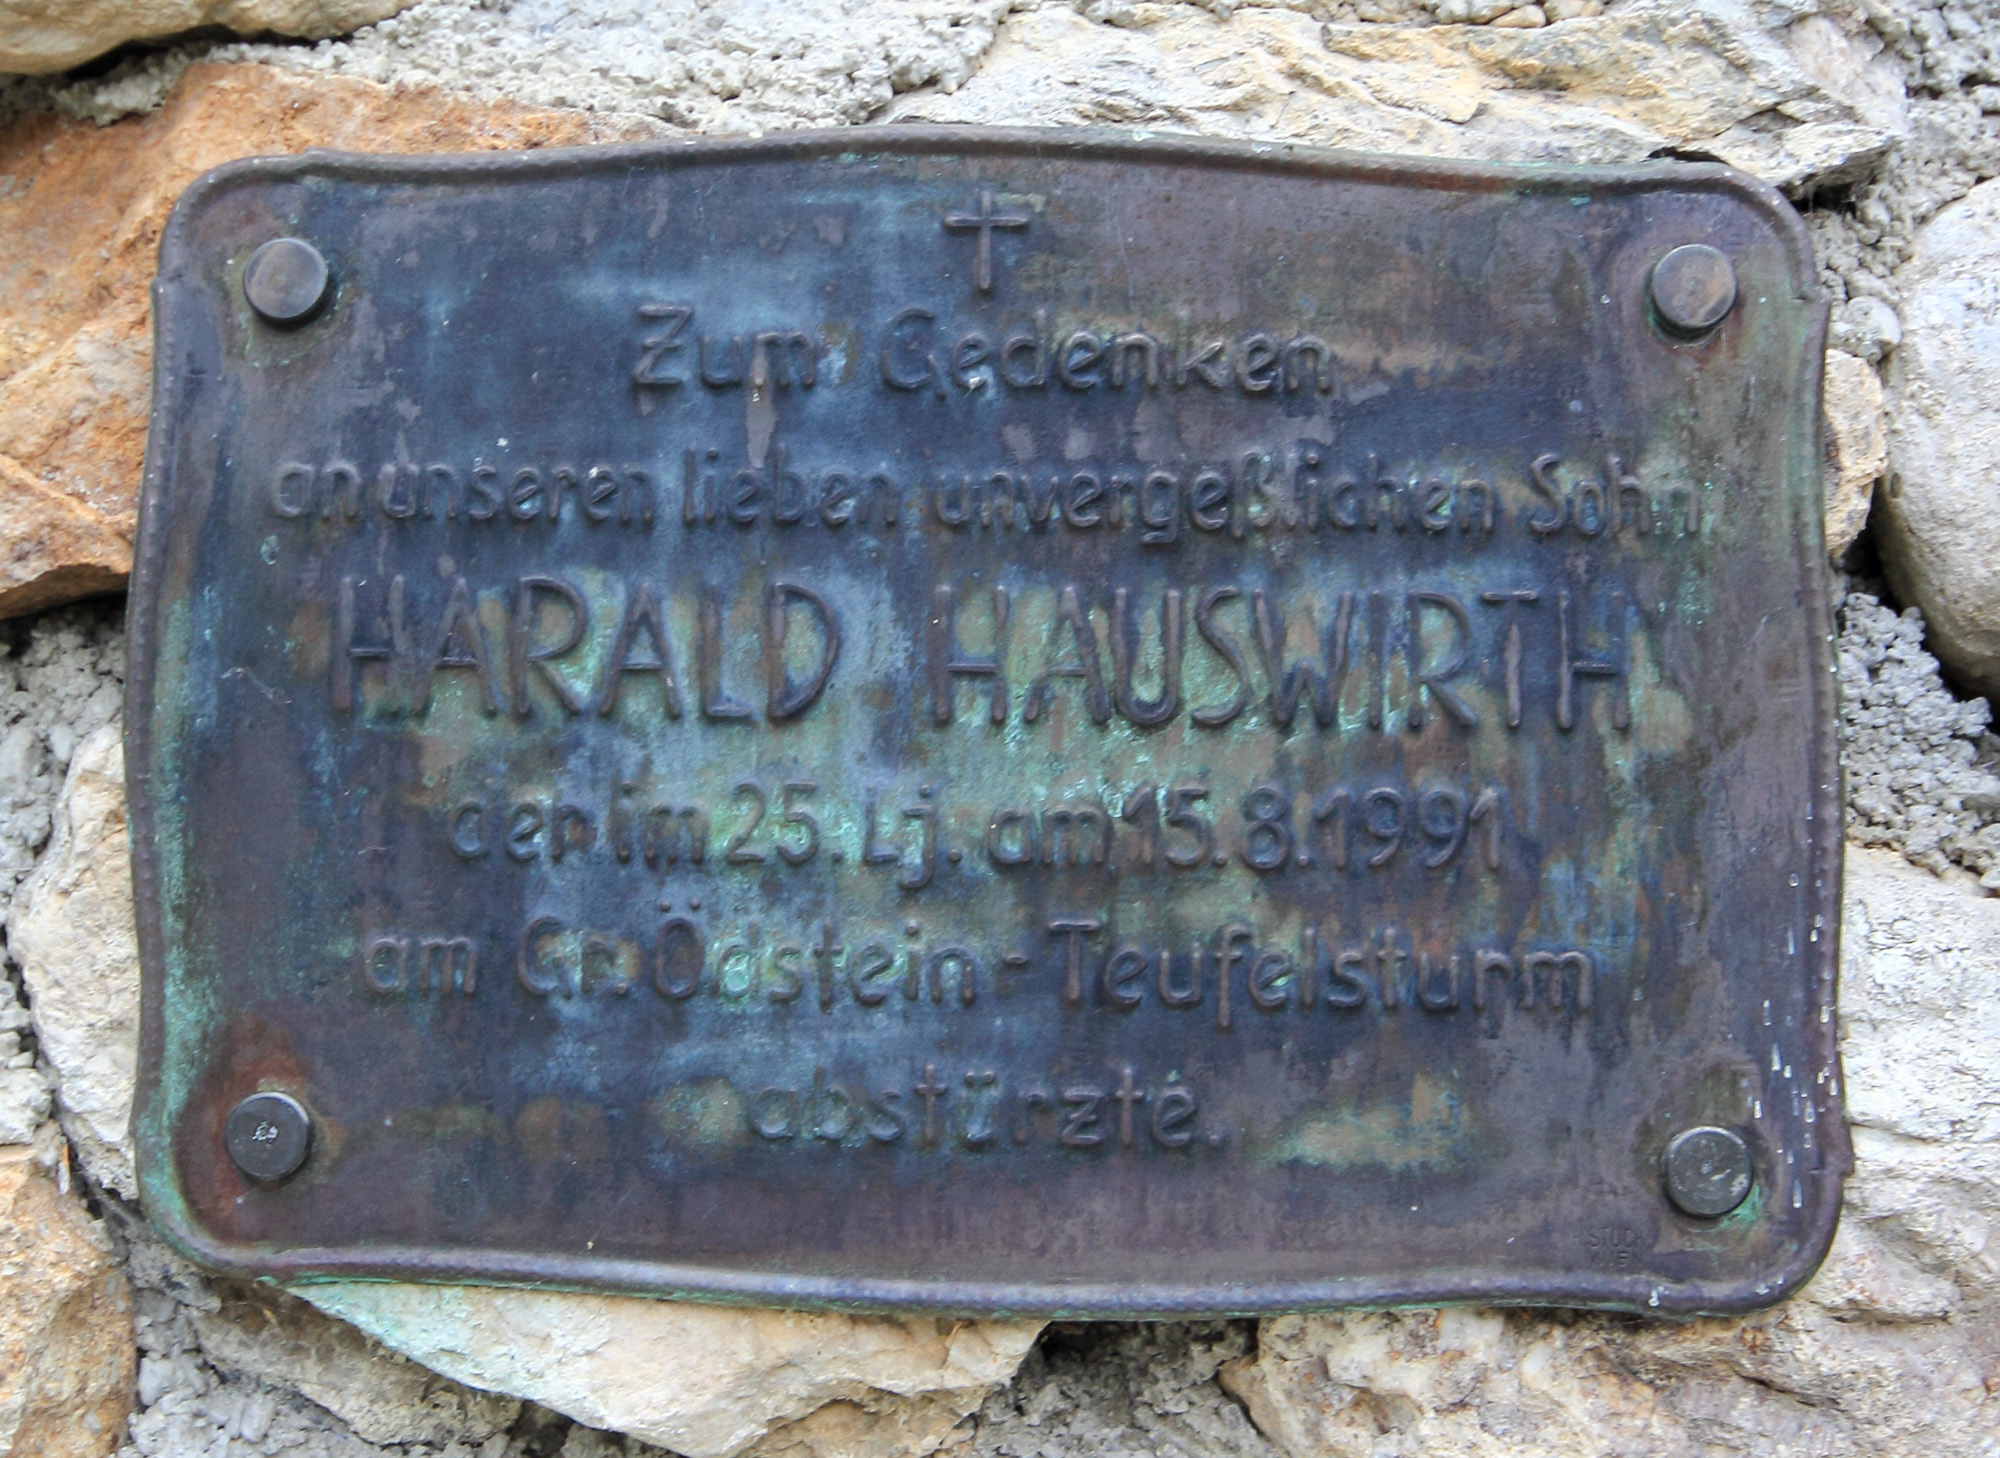 Zum Gedenken
an unseren lieben unvergeßlichen Sohn
HARALD HAUSWIRTH
der im 25. Lj. am 15.8.1991
am Gr. Ödstein - Teufelsturm
abstürzte.